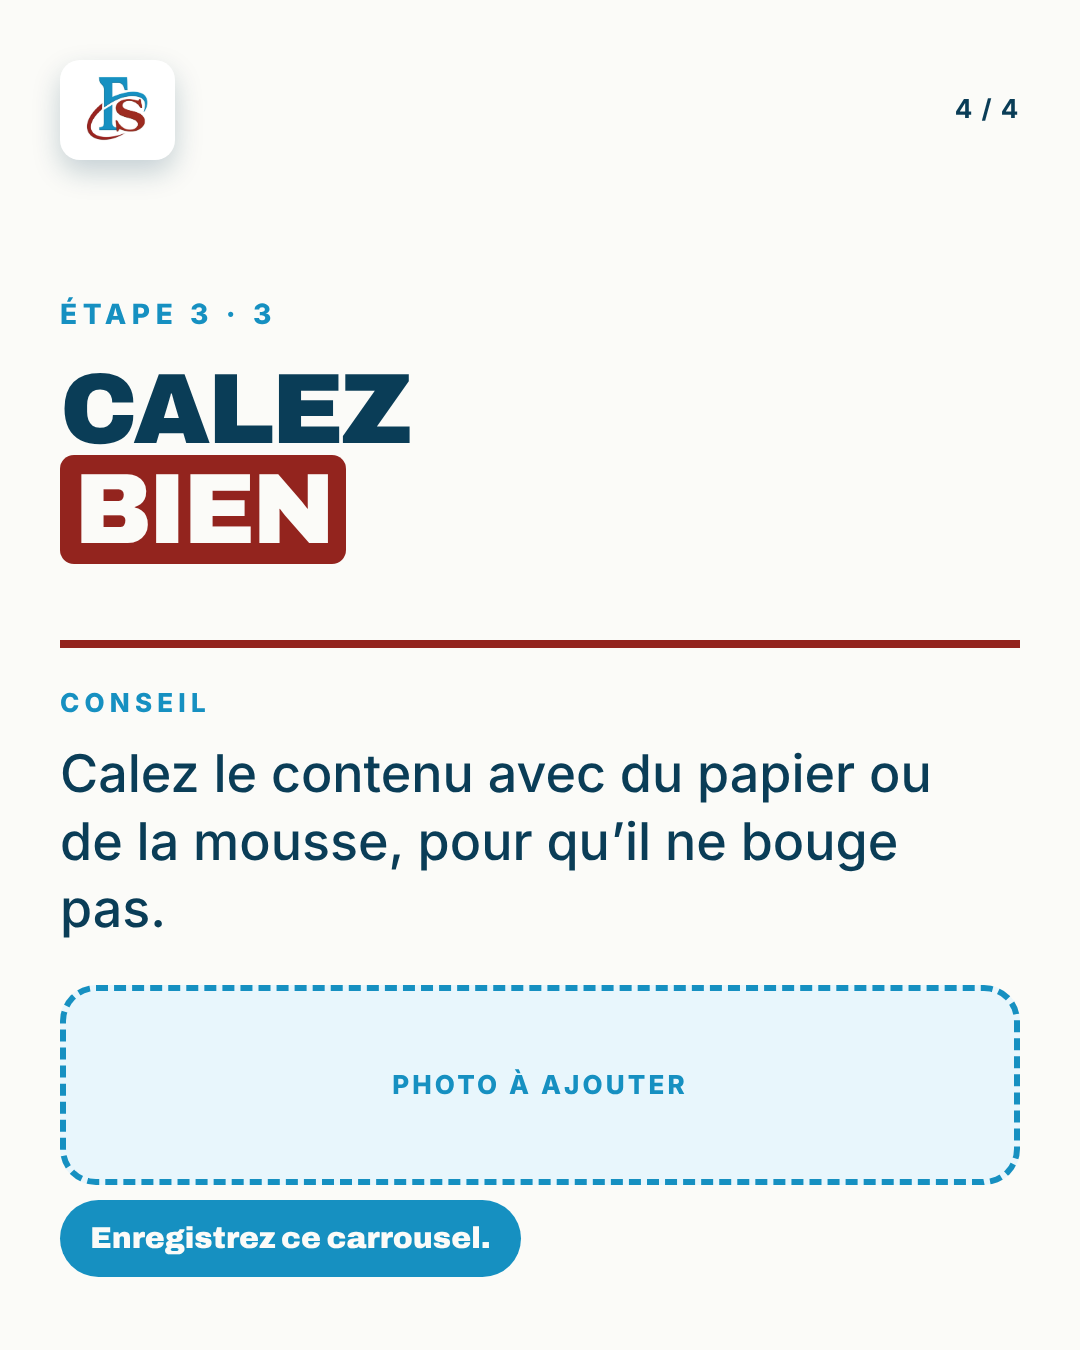 FS
4 / 4
ÉTAPE 3 · 3
CALEZ
BIEN
CONSEIL
Calez le contenu avec du papier ou
de la mousse, pour qu’il ne bouge
pas.
PHOTO À AJOUTER
Enregistrez ce carrousel.